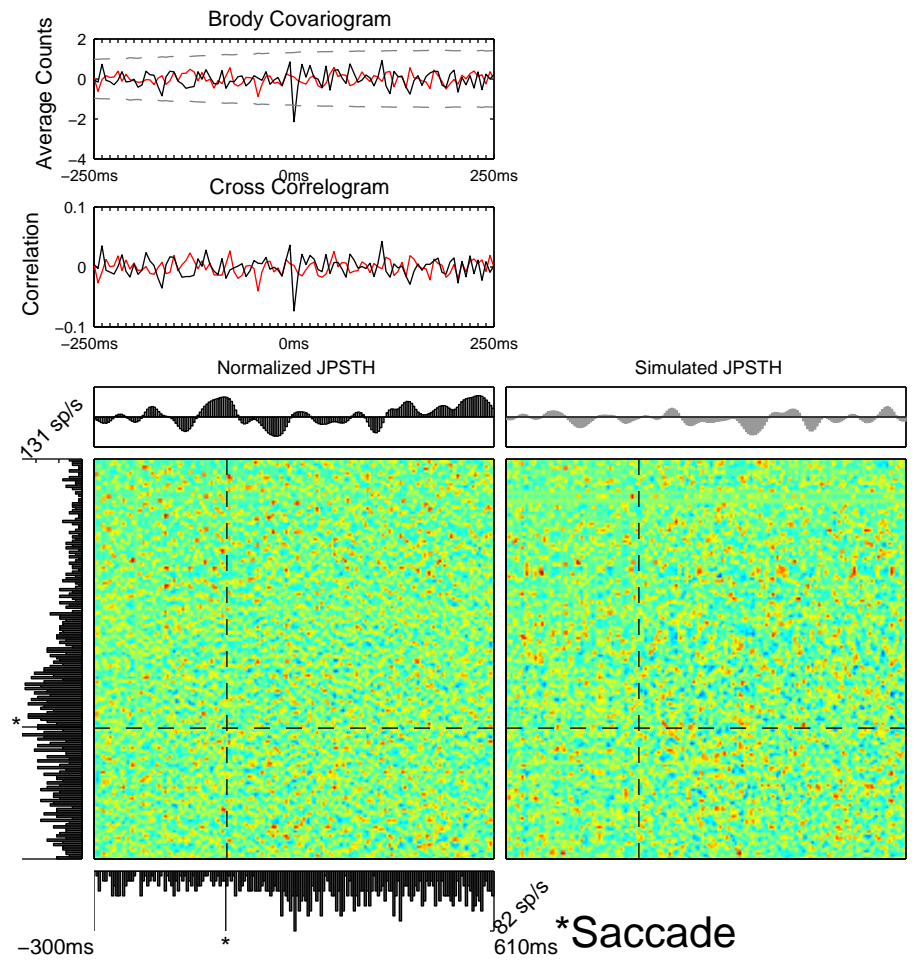 Brody Covariogram
Average Counts
2
0
−2
−4
−250ms
0ms
250ms
Cross Correlogram
Correlation
0.1
0
−0.1
−250ms
0ms
250ms
Normalized JPSTH
Simulated JPSTH
131 sp/s
*
*
82 sp/s
−300ms
610ms
*Saccade